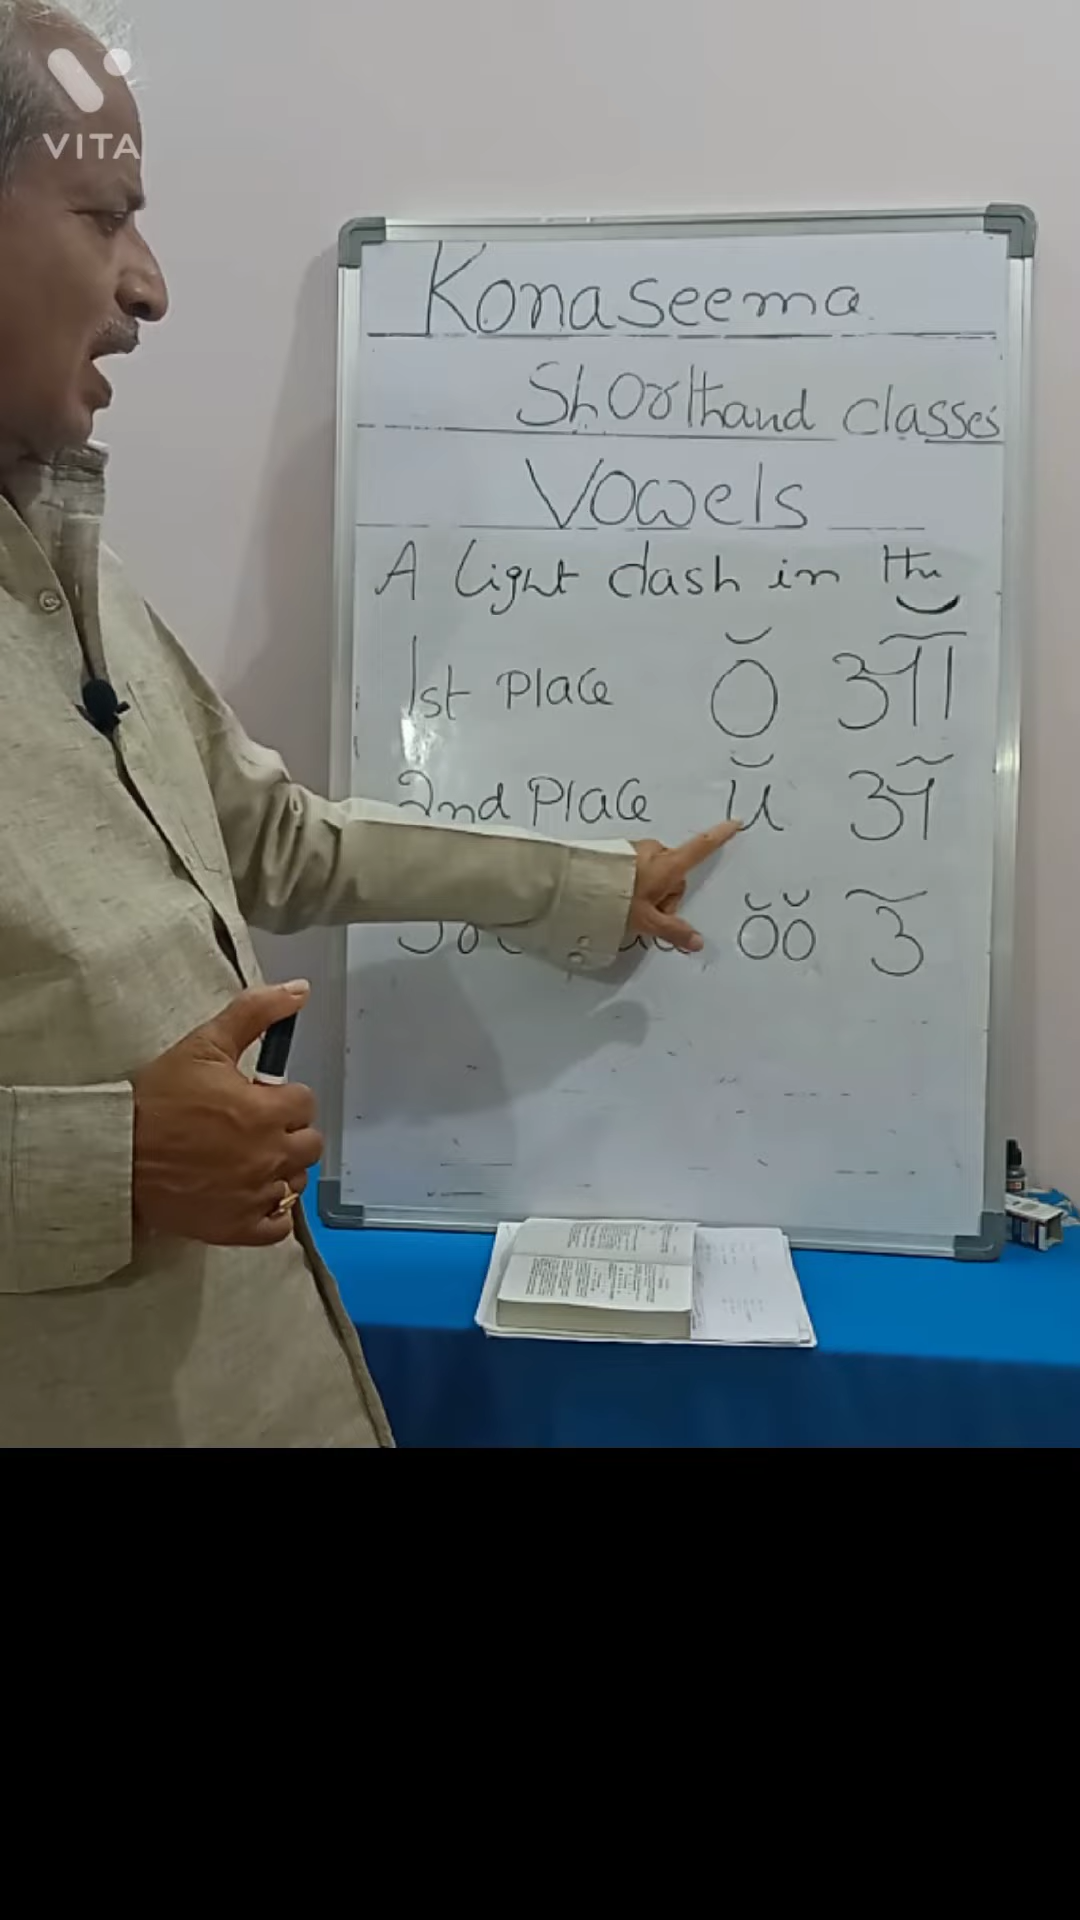 VITA
Konaseema
Shorthand classes
Vowels
A light dash in the
1st Place ŏ आ
2nd Place ŭ अ
ŏŏ उ